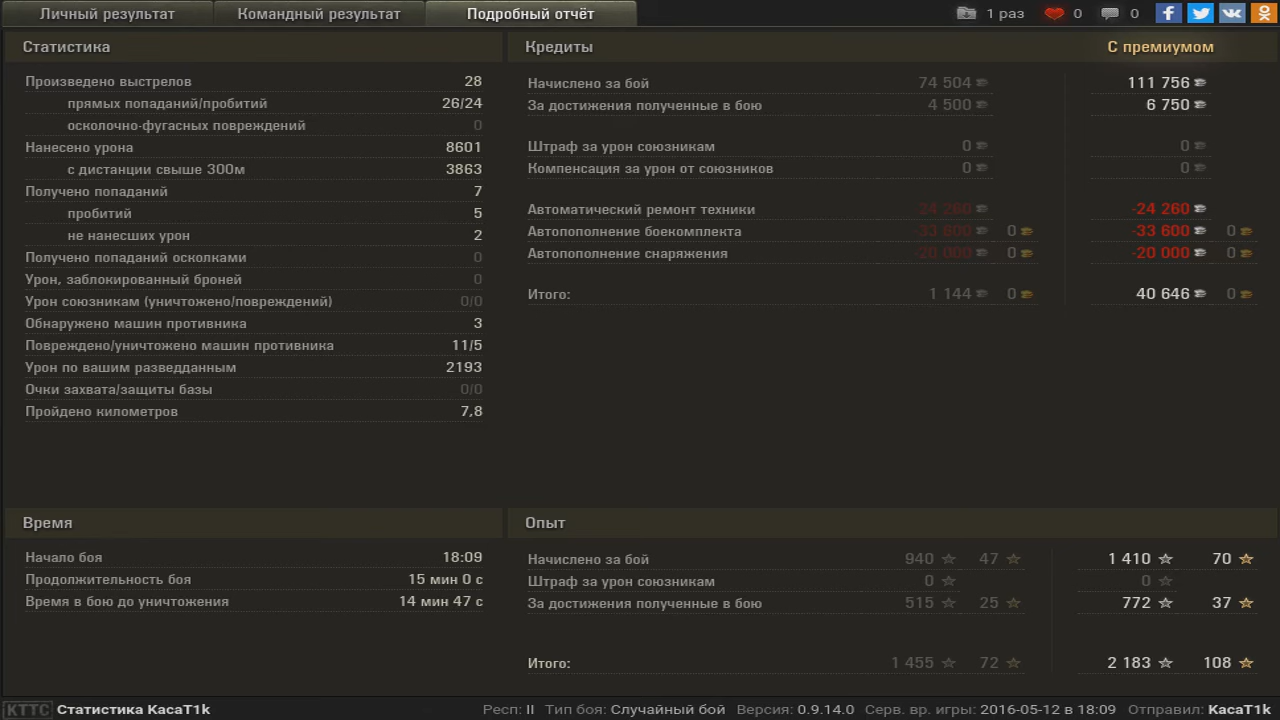 Личный результат Командный результат Подробный отчёт 1 раз 0 0
Статистика
Произведено выстрелов 28
прямых попаданий/пробитий 26/24
осколочно-фугасных повреждений 0
Нанесено урона 8601
с дистанции свыше 300м 3863
Получено попаданий 7
пробитий 5
не нанесших урон 2
Получено попаданий осколками 0
Урон, заблокированный броней 0
Урон союзникам (уничтожено/повреждений) 0/0
Обнаружено машин противника 3
Повреждено/уничтожено машин противника 11/5
Урон по вашим разведданным 2193
Очки захвата/защиты базы 0/0
Пройдено километров 7,8
Кредиты С премиумом
Начислено за бой 74 504 111 756
За достижения полученные в бою 4 500 6 750
Штраф за урон союзникам 0 0
Компенсация за урон от союзников 0 0
Автоматический ремонт техники -24 260 -24 260
Автопополнение боекомплекта -33 600 0 -33 600 0
Автопополнение снаряжения -20 000 0 -20 000 0
Итого: 1 144 0 40 646 0
Время
Начало боя 18:09
Продолжительность боя 15 мин 0 с
Время в бою до уничтожения 14 мин 47 с
Опыт
Начислено за бой 940 47 1 410 70
Штраф за урон союзникам 0 0
За достижения полученные в бою 515 25 772 37
Итого: 1 455 72 2 183 108
КТТС Статистика KacaT1k Респ: II Тип боя: Случайный бой Версия: 0.9.14.0 Серв. вр. игры: 2016-05-12 в 18:09 Отправил: KacaT1k